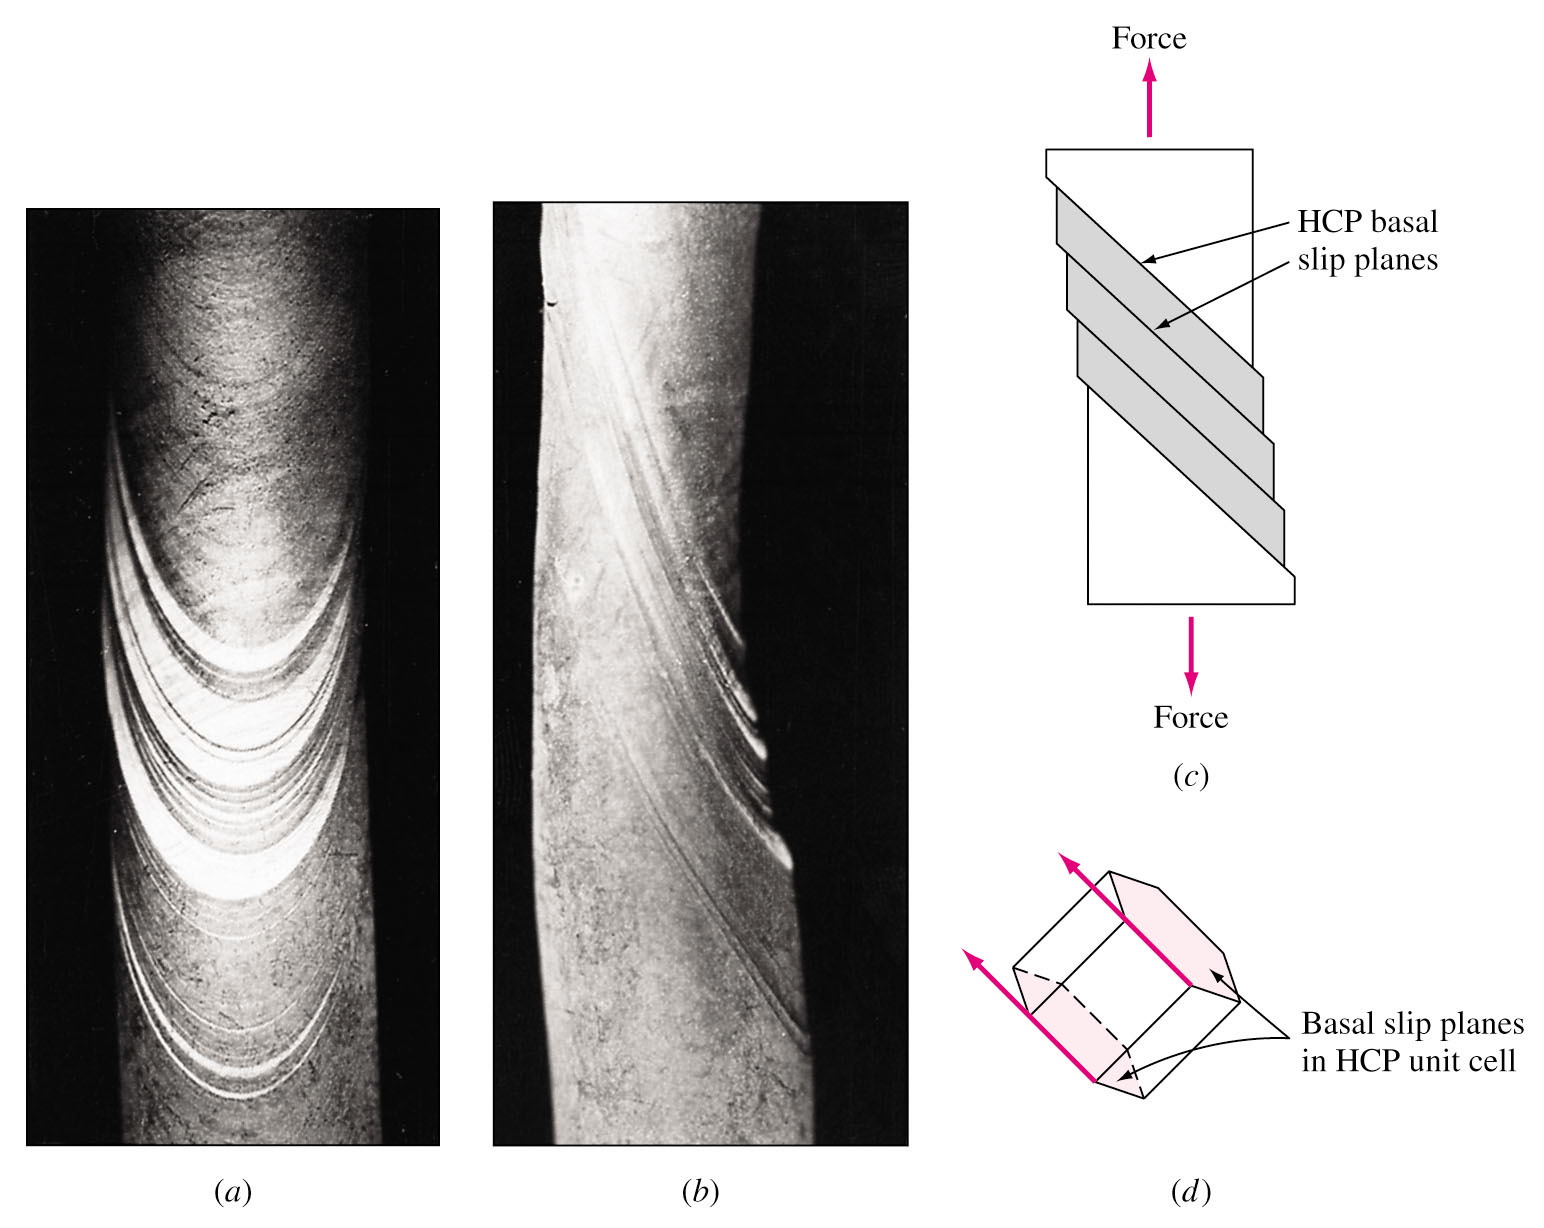 Force
HCP basal
slip planes
Force
(c)
Basal slip planes
in HCP unit cell
(a)
(b)
(d)